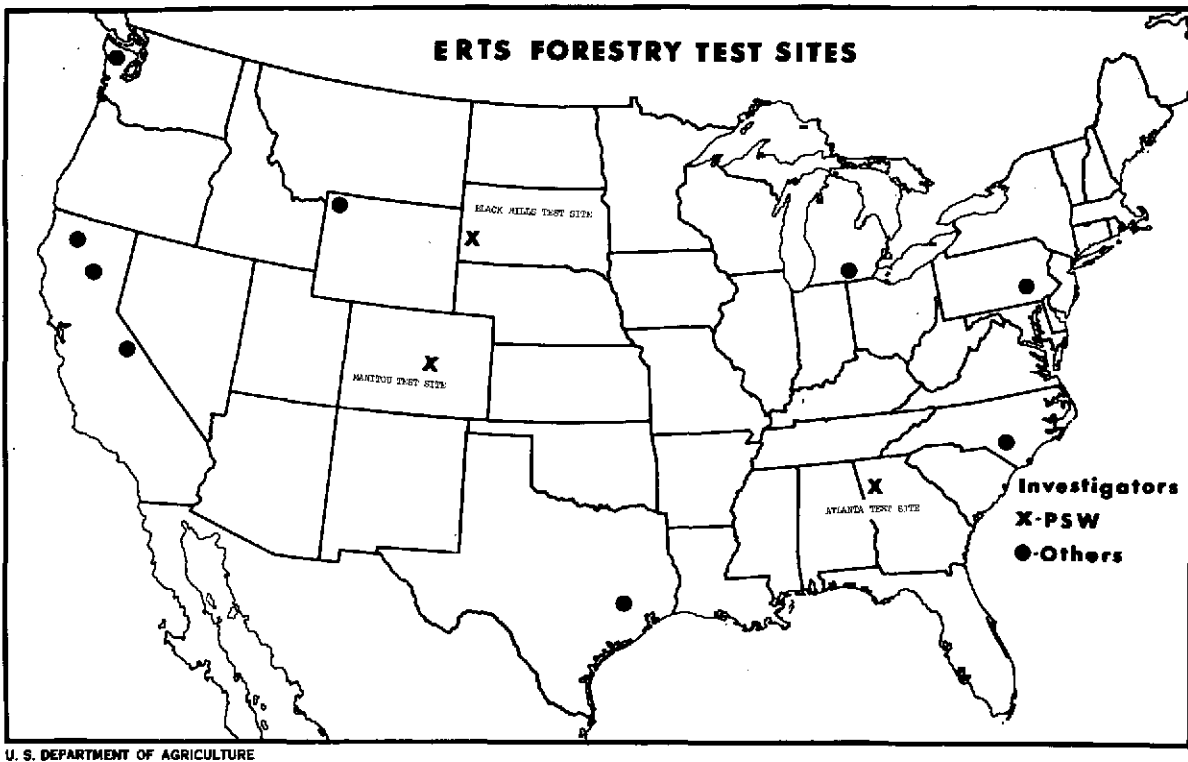 ERTS FORESTRY TEST SITES
BLACK HILLS TEST SITE
MANITOU TEST SITE
ATLANTA TEST SITE
Investigators
X-PSW
●-Others
U. S. DEPARTMENT OF AGRICULTURE